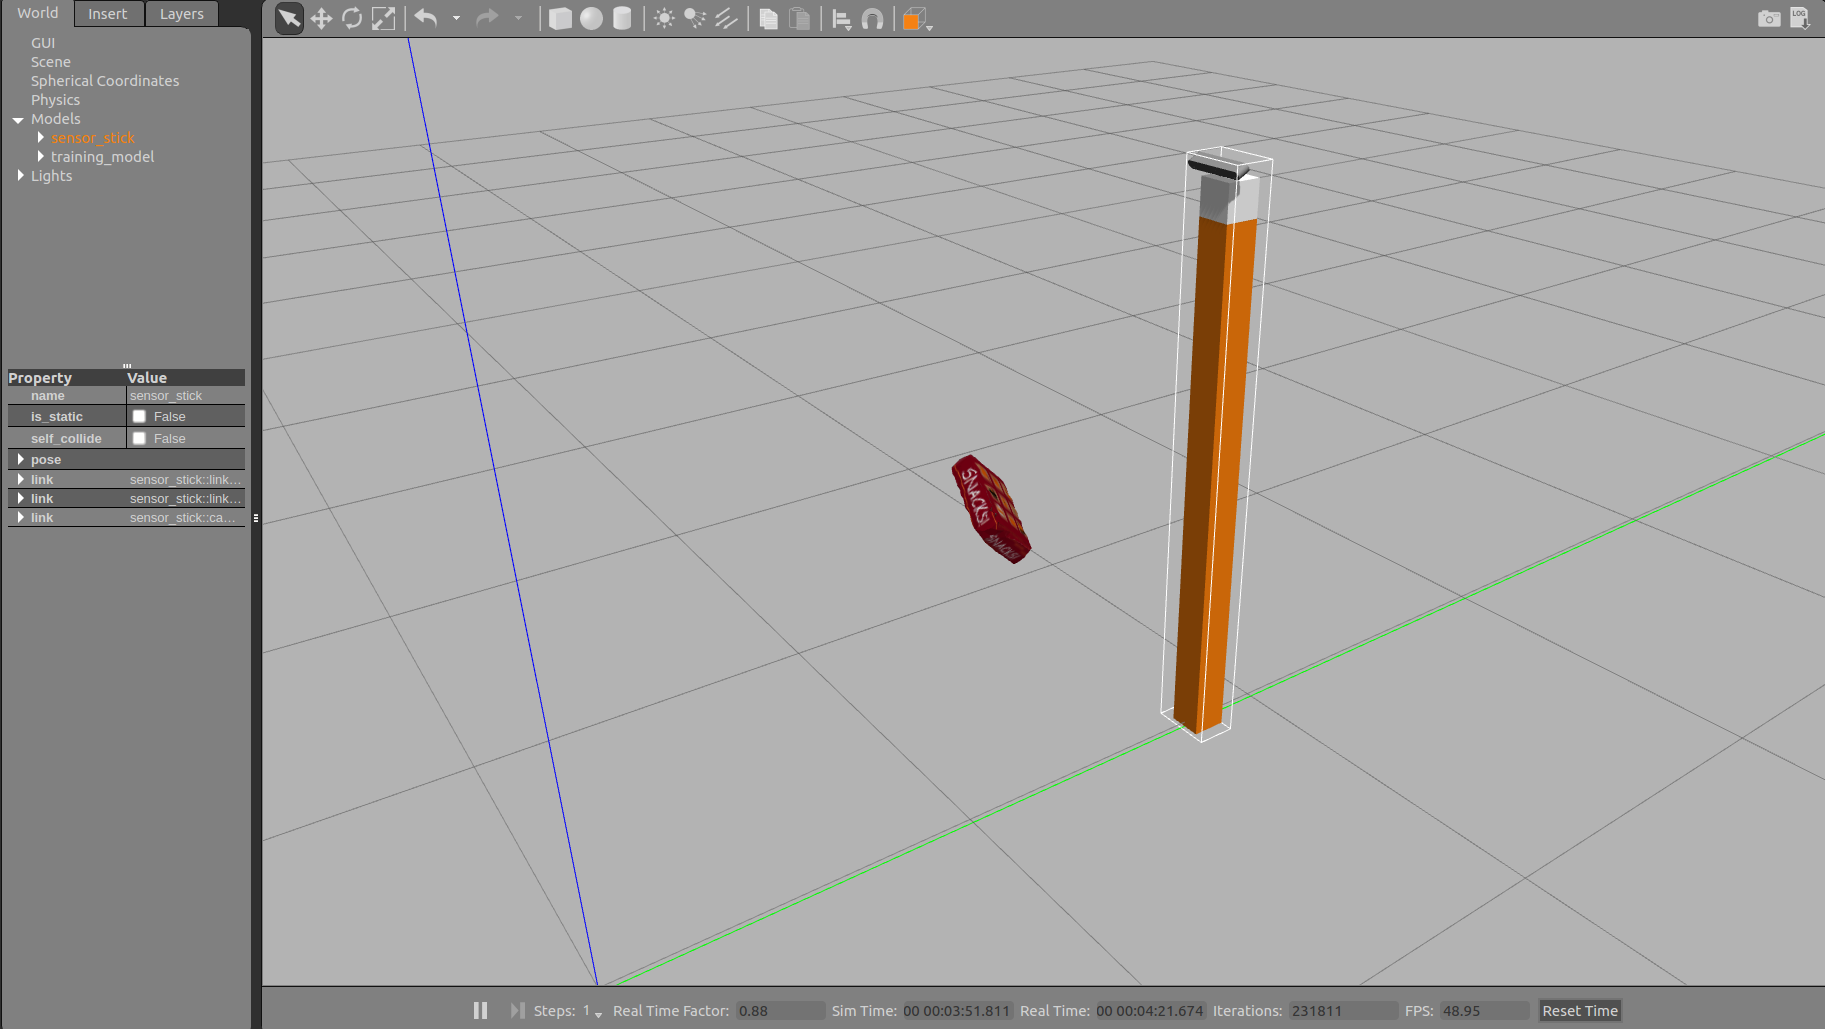 World Insert Layers
LOG
GUI
Scene
Spherical Coordinates
Physics
Models
sensor_stick
training_model
Lights
Property Value
name sensor_stick
is_static False
self_collide False
pose
link sensor_stick::link...
link sensor_stick::link...
link sensor_stick::ca...
SNACKS!
SNACKS!
Steps: 1 Real Time Factor: 0.88 Sim Time: 00 00:03:51.811 Real Time: 00 00:04:21.674 Iterations: 231811 FPS: 48.95 Reset Time